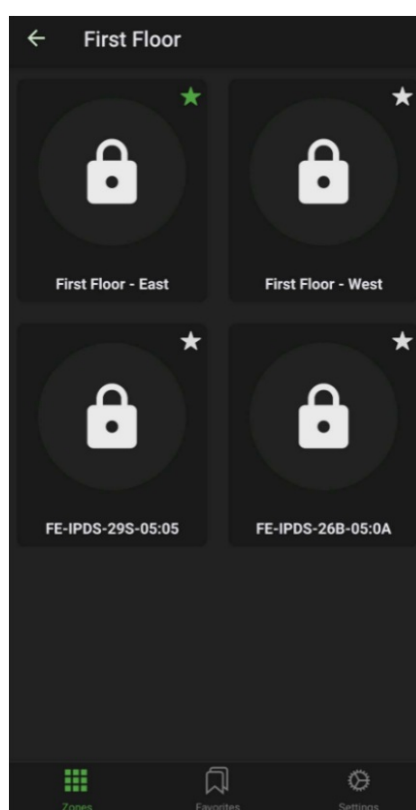 First Floor
First Floor - East
First Floor - West
FE-IPDS-29S-05:05
FE-IPDS-26B-05:0A
Zones
Favorites
Settings